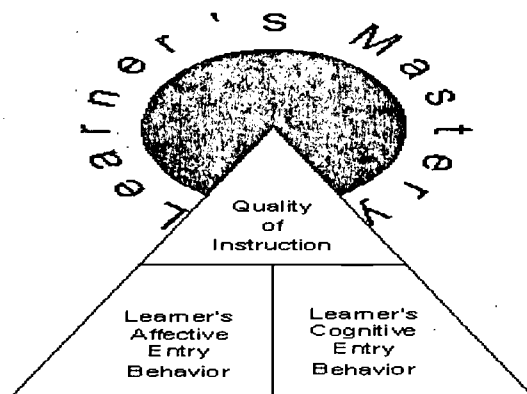 Learner's Mastery
Quality
of
Instruction
Learner's
Affective
Entry
Behavior
Learner's
Cognitive
Entry
Behavior